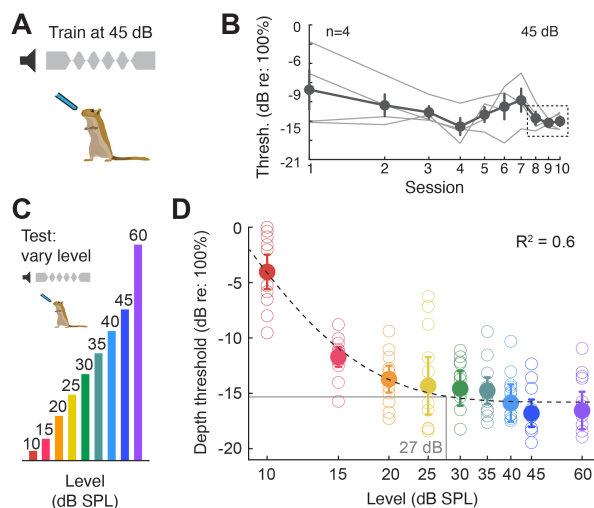 A
Train at 45 dB
B
n=4
45 dB
Thresh. (dB re: 100%)
0
-6
-9
-15
-21
1
2
3
4
5
6
7
8
9
10
Session
C
Test:
vary level
10
15
20
25
30
35
40
45
60
Level
(dB SPL)
D
R² = 0.6
Depth threshold (dB re: 100%)
0
-5
-10
-15
-20
27 dB
10
15
20
25
30
35
40
45
60
Level (dB SPL)